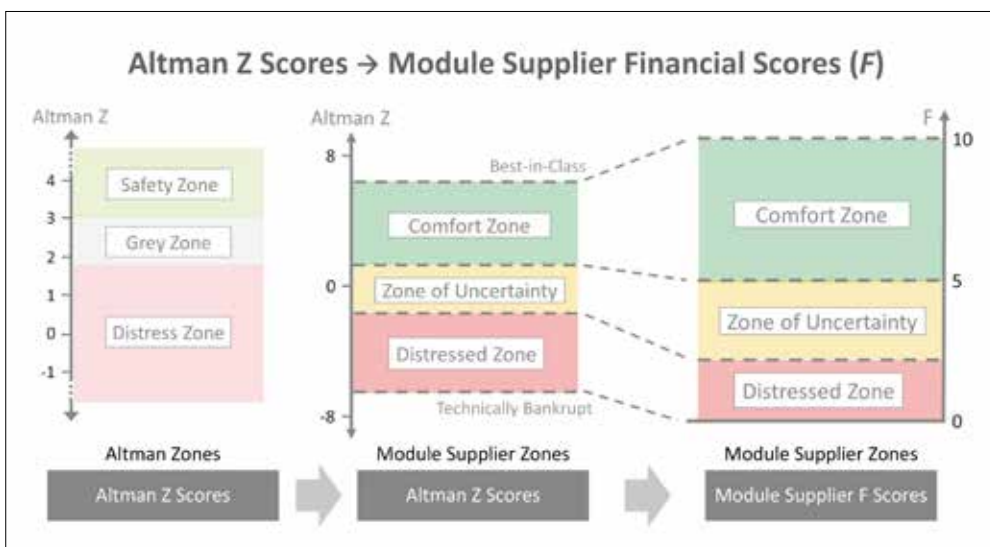 Altman Z Scores → Module Supplier Financial Scores (F)
Altman Z
4
3
2
1
0
-1
Safety Zone
Grey Zone
Distress Zone
Altman Zones
Altman Z Scores
Altman Z
8
0
-8
Best-in-Class
Comfort Zone
Zone of Uncertainty
Distressed Zone
Technically Bankrupt
Module Supplier Zones
Altman Z Scores
F
10
5
0
Comfort Zone
Zone of Uncertainty
Distressed Zone
Module Supplier Zones
Module Supplier F Scores